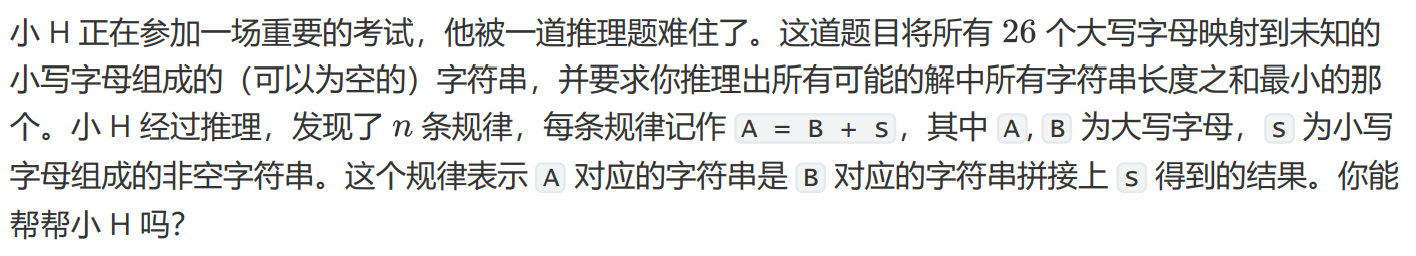 小 H 正在参加一场重要的考试，他被一道推理题难住了。这道题目将所有 26 个大写字母映射到未知的
小写字母组成的（可以为空的）字符串，并要求你推理出所有可能的解中所有字符串长度之和最小的那
个。小 H 经过推理，发现了 n 条规律，每条规律记作 A = B + s，其中 A, B 为大写字母，s 为小写
字母组成的非空字符串。这个规律表示 A 对应的字符串是 B 对应的字符串拼接上 s 得到的结果。你能
帮帮小 H 吗？